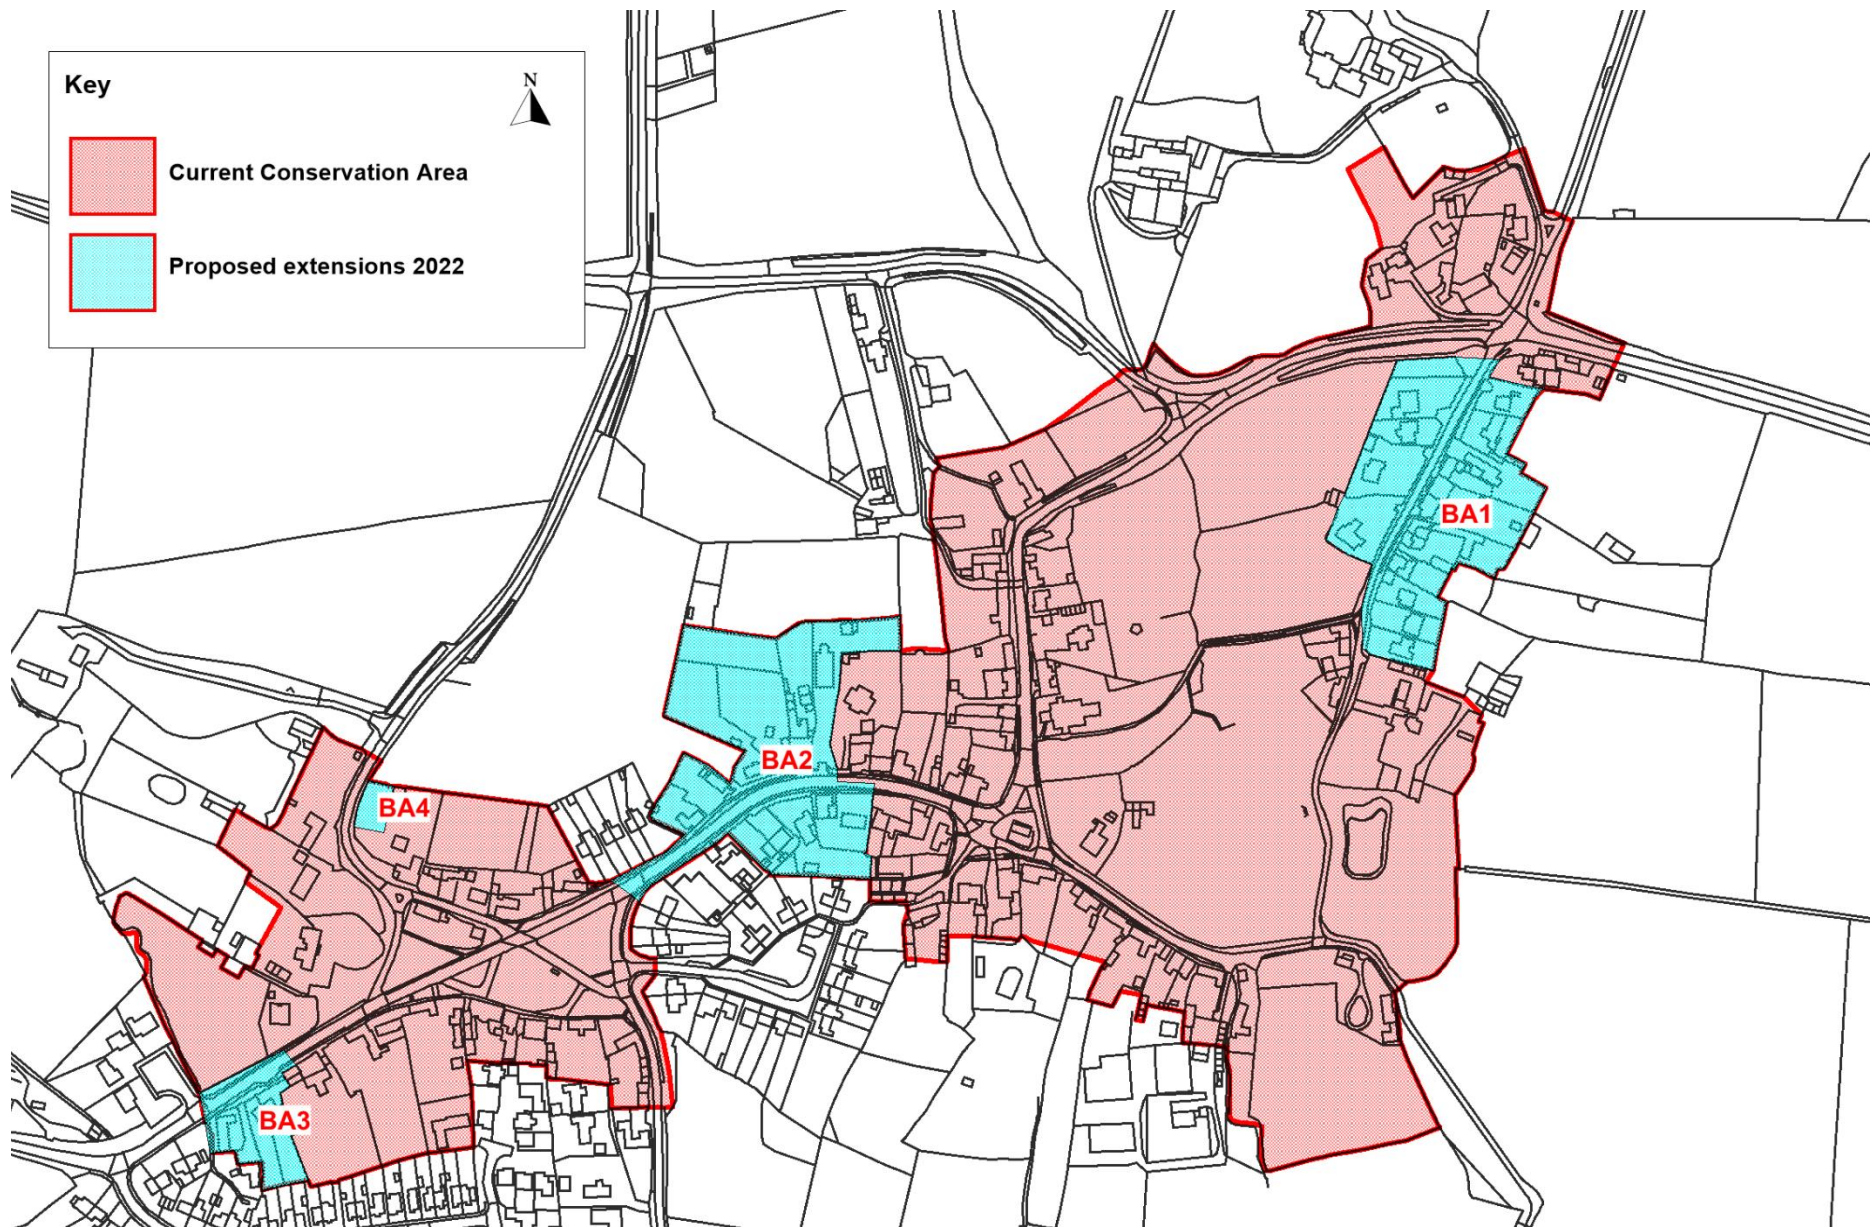 Key
N
Current Conservation Area
Proposed extensions 2022
BA1
BA2
BA4
BA3